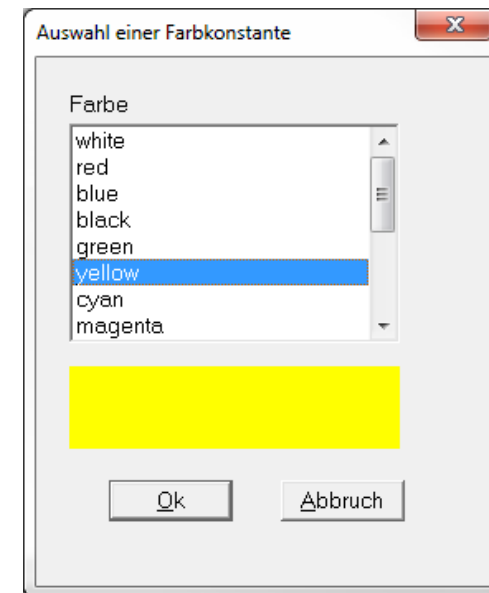 Auswahl einer Farbkonstante
Farbe
white
red
blue
black
green
yellow
cyan
magenta
Ok
Abbruch